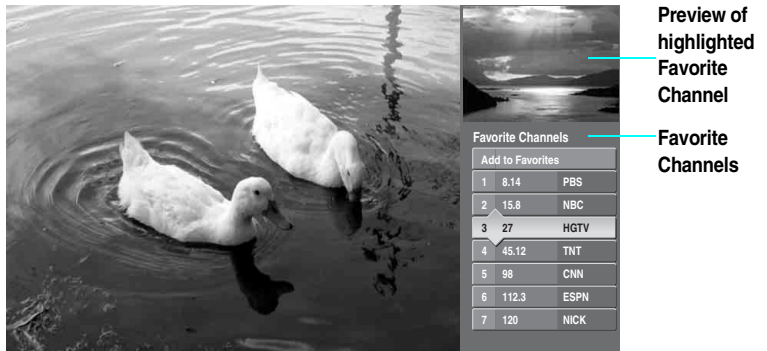 Preview of
highlighted
Favorite
Channel
Favorite Channels
Favorite
Channels
Add to Favorites
1 8.14 PBS
2 15.8 NBC
3 27 HGTV
4 45.12 TNT
5 98 CNN
6 112.3 ESPN
7 120 NICK